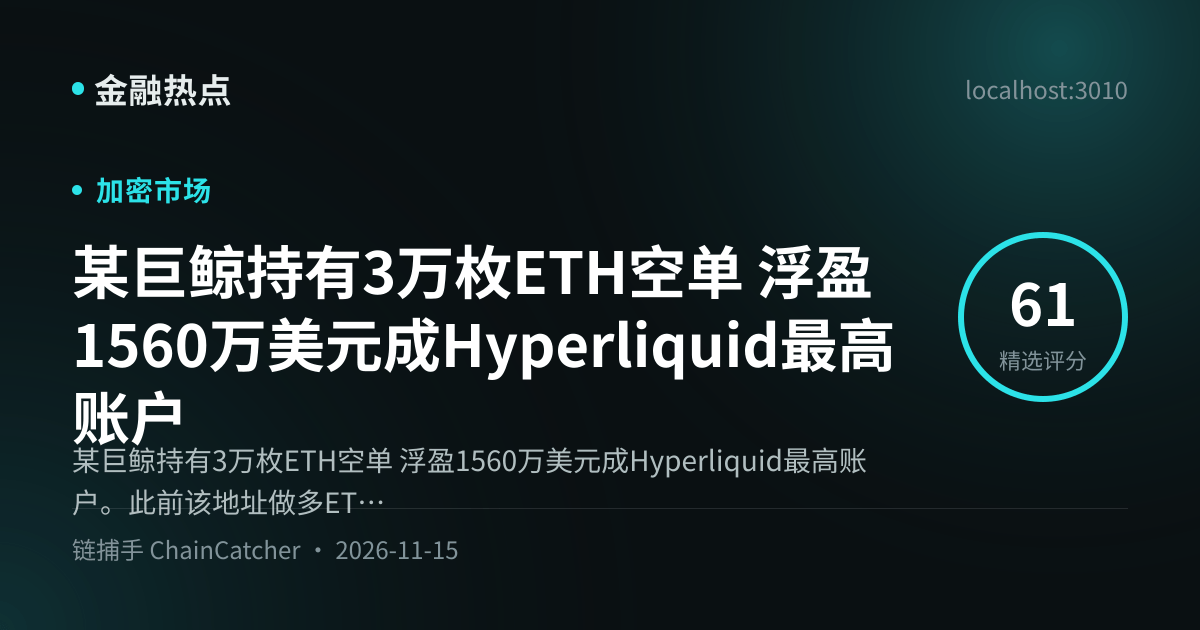 金融热点
localhost:3010
加密市场
某巨鲸持有3万枚ETH空单 浮盈
1560万美元成Hyperliquid最高
账户
61
精选评分
某巨鲸持有3万枚ETH空单 浮盈1560万美元成Hyperliquid最高账
户。此前该地址做多ET…
链捕手 ChainCatcher · 2026-11-15